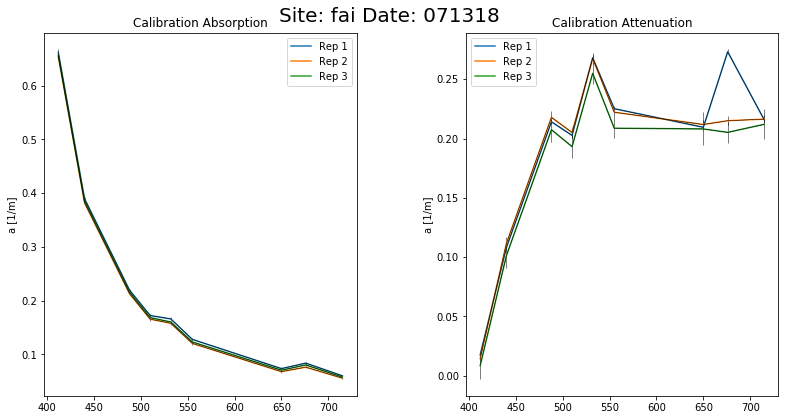 Site: fai Date: 071318
Calibration Absorption
Rep 1
Rep 2
Rep 3
a [1/m]
0.6
0.5
0.4
0.3
0.2
0.1
400 450 500 550 600 650 700
Calibration Attenuation
Rep 1
Rep 2
Rep 3
a [1/m]
0.25
0.20
0.15
0.10
0.05
0.00
400 450 500 550 600 650 700